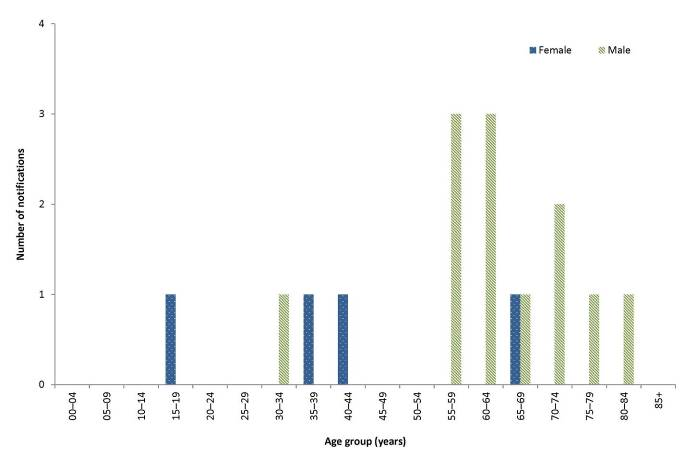 4
Female Male
3
2
1
0
Number of notifications
00–04 05–09 10–14 15–19 20–24 25–29 30–34 35–39 40–44 45–49 50–54 55–59 60–64 65–69 70–74 75–79 80–84 85+
Age group (years)